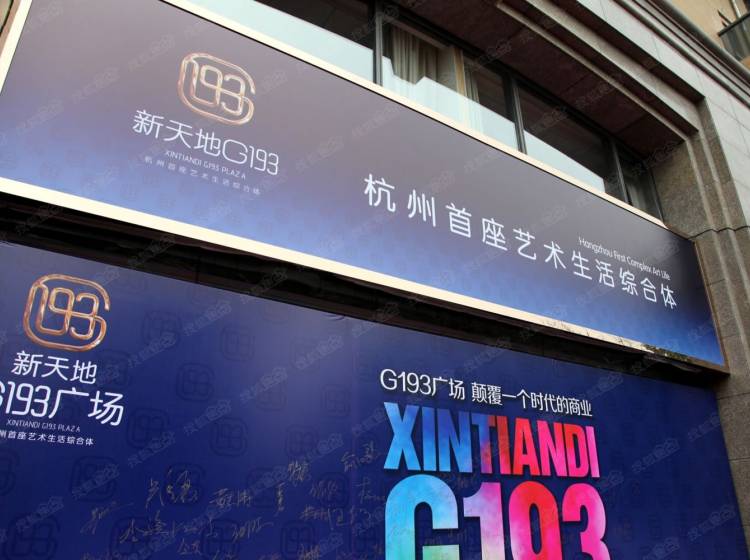 G193
新天地G193
XINTIANDI G193 PLAZA
杭州首座艺术生活综合体
Hangzhou First Complex Art Life
杭州首座艺术生活综合体
G193
新天地
G193广场
XINTIANDI G193 PLAZA
州首座艺术生活综合体
G193广场 颠覆一个时代的商业
XINTIANDI
G193